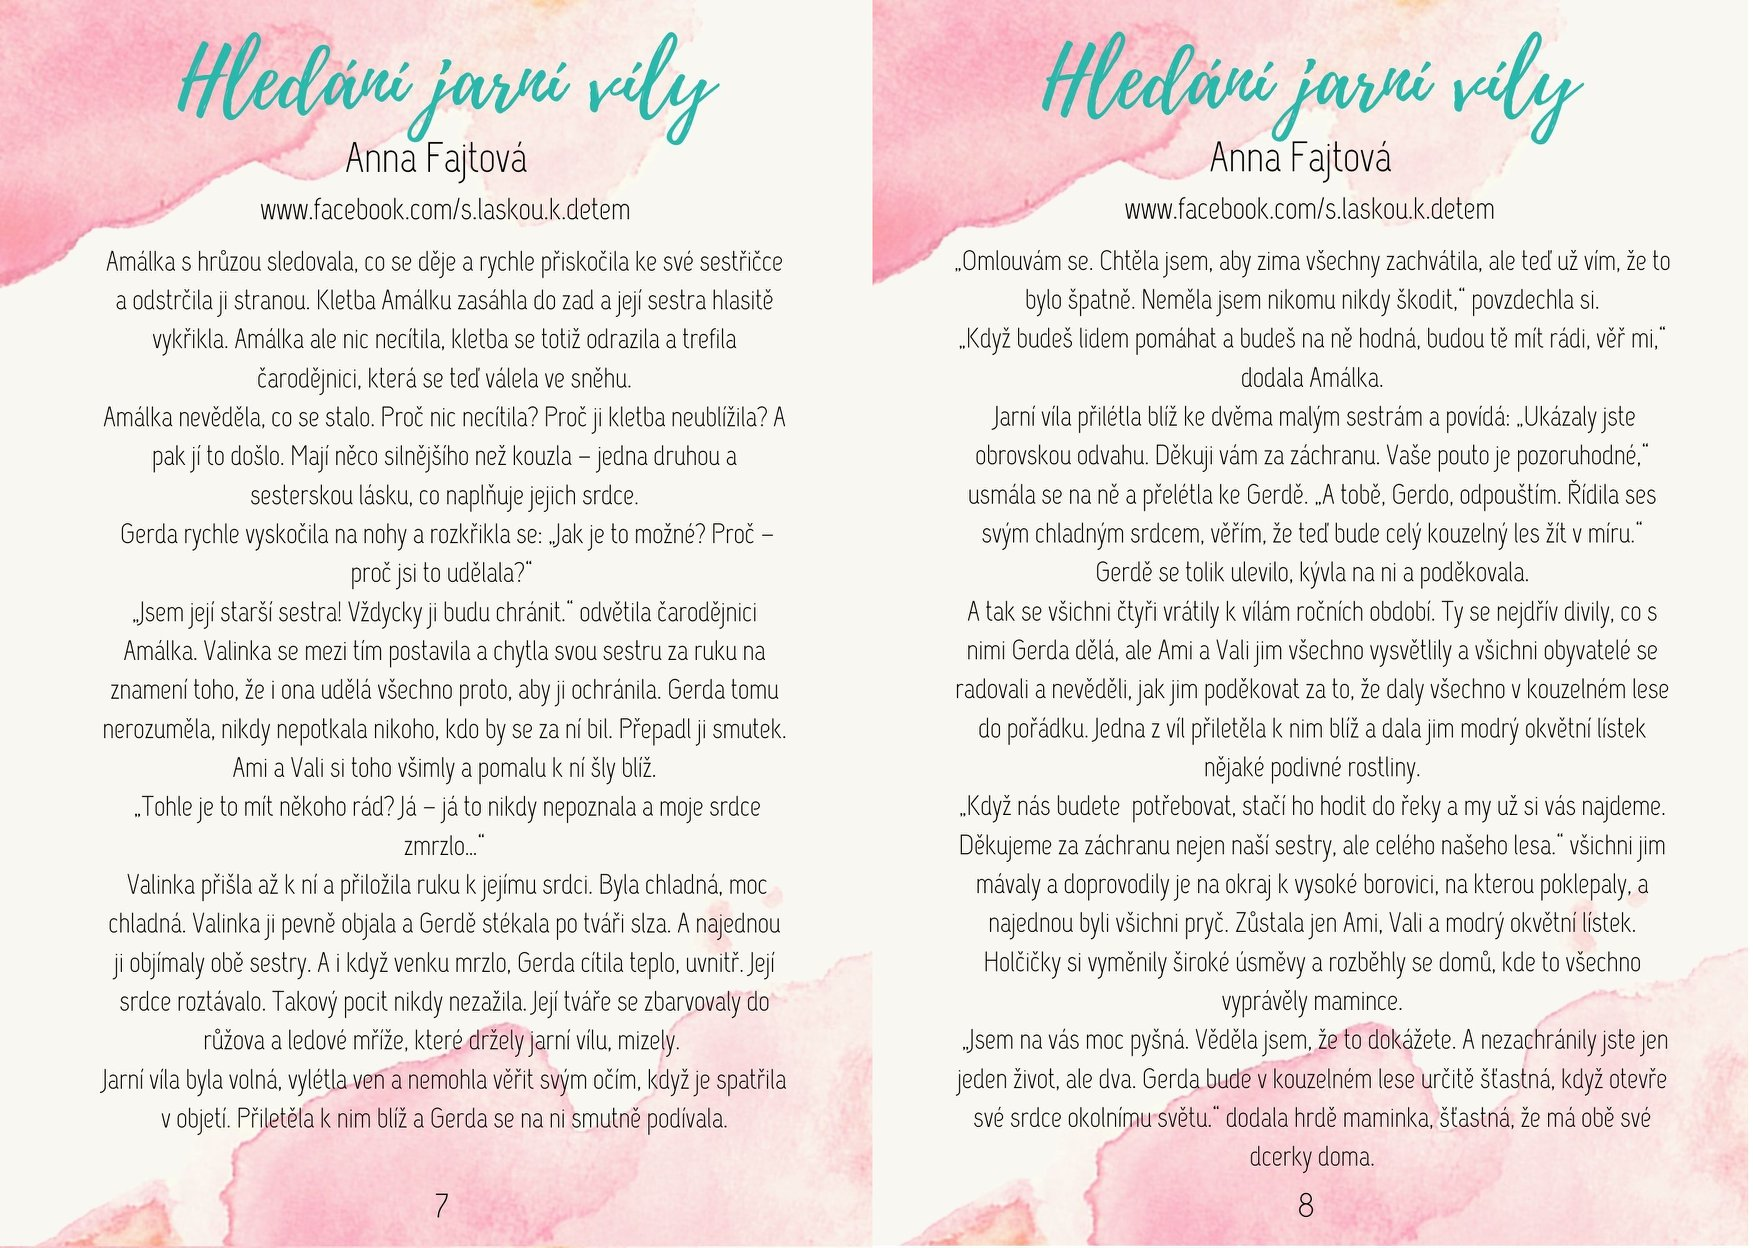 Hledání jarní víly
Anna Fajtová
www.facebook.com/s.laskou.k.detem
Amálka s hrůzou sledovala, co se děje a rychle přiskočila ke své sestřičce
a odstrčila ji stranou. Kletba Amálku zasáhla do zad a její sestra hlasitě
vykřikla. Amálka ale nic necítila, kletba se totiž odrazila a trefila
čarodějnici, která se teď válela ve sněhu.
Amálka nevěděla, co se stalo. Proč nic necítila? Proč ji kletba neublížila? A
pak jí to došlo. Mají něco silnějšího než kouzla – jedna druhou a
sesterskou lásku, co naplňuje jejich srdce.
Gerda rychle vyskočila na nohy a rozkřikla se: „Jak je to možné? Proč –
proč jsi to udělala?“
„Jsem její starší sestra! Vždycky ji budu chránit.“ odvětila čarodějnici
Amálka. Valinka se mezi tím postavila a chytla svou sestru za ruku na
znamení toho, že i ona udělá všechno proto, aby ji ochránila. Gerda tomu
nerozuměla, nikdy nepotkala nikoho, kdo by se za ní bil. Přepadl ji smutek.
Ami a Vali si toho všimly a pomalu k ní šly blíž.
„Tohle je to mít někoho rád? Já – já to nikdy nepoznala a moje srdce
zmrzlo...“
Valinka přišla až k ní a přiložila ruku k jejímu srdci. Byla chladná, moc
chladná. Valinka ji pevně objala a Gerdě stékala po tváři slza. A najednou
ji objímaly obě sestry. A i když venku mrzlo, Gerda cítila teplo, uvnitř. Její
srdce roztávalo. Takový pocit nikdy nezažila. Její tváře se zbarvovaly do
růžova a ledové mříže, které držely jarní vílu, mizely.
Jarní víla byla volná, vylétla ven a nemohla věřit svým očím, když je spatřila
v objetí. Přiletěla k nim blíž a Gerda se na ni smutně podívala.
7
Hledání jarní víly
Anna Fajtová
www.facebook.com/s.laskou.k.detem
„Omlouvám se. Chtěla jsem, aby zima všechny zachvátila, ale teď už vím, že to
bylo špatně. Neměla jsem nikomu nikdy škodit,“ povzdechla si.
„Když budeš lidem pomáhat a budeš na ně hodná, budou tě mít rádi, věř mi,“
dodala Amálka.
Jarní víla přilétla blíž ke dvěma malým sestrám a povídá: „Ukázaly jste
obrovskou odvahu. Děkuji vám za záchranu. Vaše pouto je pozoruhodné,“
usmála se na ně a přelétla ke Gerdě. „A tobě, Gerdo, odpouštím. Řídila ses
svým chladným srdcem, věřím, že teď bude celý kouzelný les žít v míru.“
Gerdě se tolik ulevilo, kývla na ni a poděkovala.
A tak se všichni čtyři vrátily k vílám ročních období. Ty se nejdřív divily, co s
nimi Gerda dělá, ale Ami a Vali jim všechno vysvětlily a všichni obyvatelé se
radovali a nevěděli, jak jim poděkovat za to, že daly všechno v kouzelném lese
do pořádku. Jedna z víl přiletěla k nim blíž a dala jim modrý okvětní lístek
nějaké podivné rostliny.
„Když nás budete  potřebovat, stačí ho hodit do řeky a my už si vás najdeme.
Děkujeme za záchranu nejen naší sestry, ale celého našeho lesa.“ všichni jim
mávaly a doprovodily je na okraj k vysoké borovici, na kterou poklepaly, a
najednou byli všichni pryč. Zůstala jen Ami, Vali a modrý okvětní lístek.
Holčičky si vyměnily široké úsměvy a rozběhly se domů, kde to všechno
vyprávěly mamince.
„Jsem na vás moc pyšná. Věděla jsem, že to dokážete. A nezachránily jste jen
jeden život, ale dva. Gerda bude v kouzelném lese určitě šťastná, když otevře
své srdce okolnímu světu.“ dodala hrdě maminka, šťastná, že má obě své
dcerky doma.
8